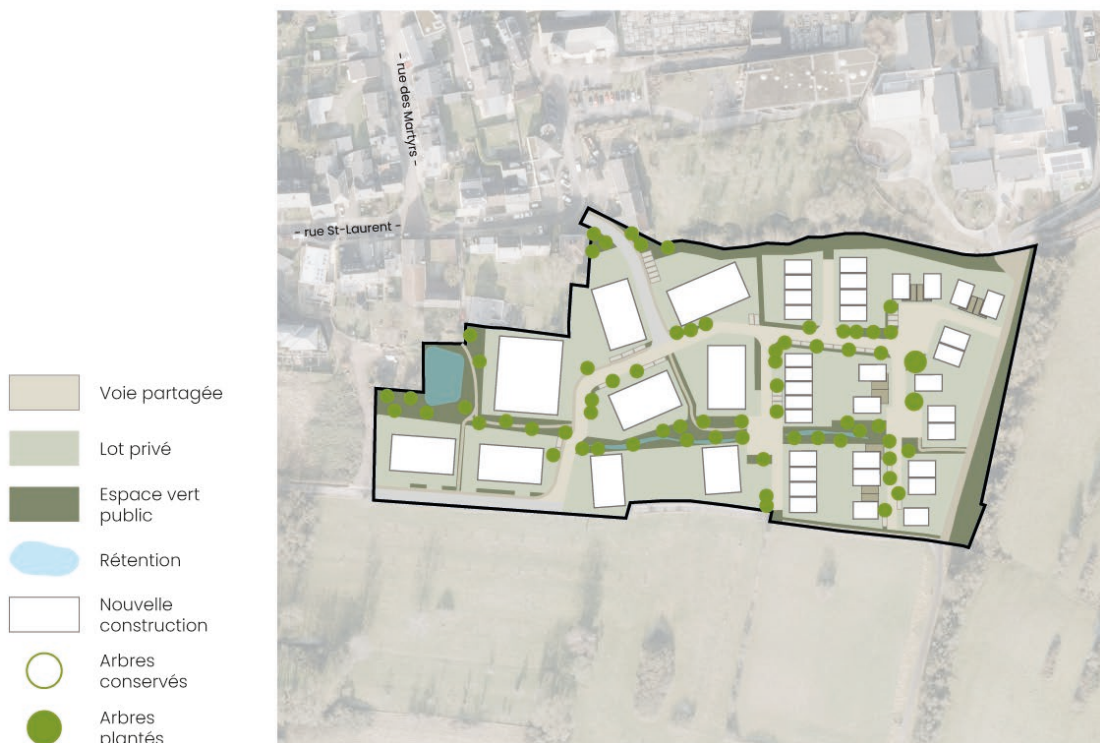 - rue des Martyrs -
- rue St-Laurent -
Voie partagée
Lot privé
Espace vert
public
Rétention
Nouvelle
construction
Arbres
conservés
Arbres
plantés